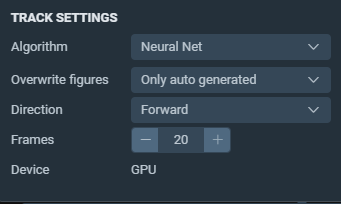 TRACK SETTINGS
Algorithm Neural Net
Overwrite figures Only auto generated
Direction Forward
Frames − 20 +
Device GPU